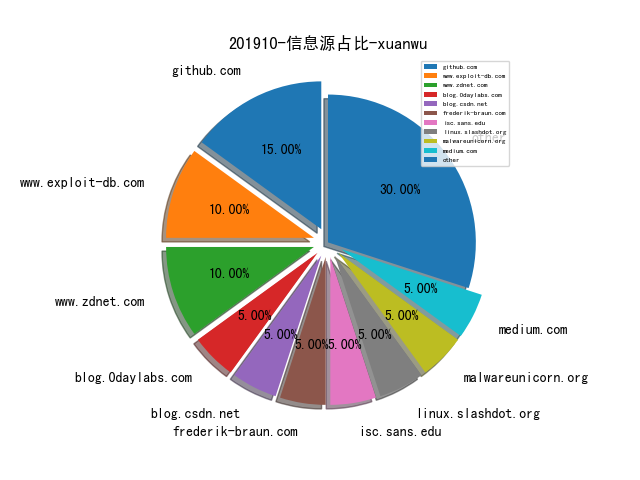 201910-信息源占比-xuanwu
github.com
www.exploit-db.com
www.zdnet.com
blog.0daylabs.com
blog.csdn.net
frederik-braun.com
isc.sans.edu
linux.slashdot.org
malwareunicorn.org
medium.com
other
15.00%
10.00%
10.00%
5.00%
5.00%
5.00%
5.00%
5.00%
5.00%
5.00%
30.00%
github.com
www.exploit-db.com
www.zdnet.com
blog.0daylabs.com
blog.csdn.net
frederik-braun.com
isc.sans.edu
linux.slashdot.org
malwareunicorn.org
medium.com
other